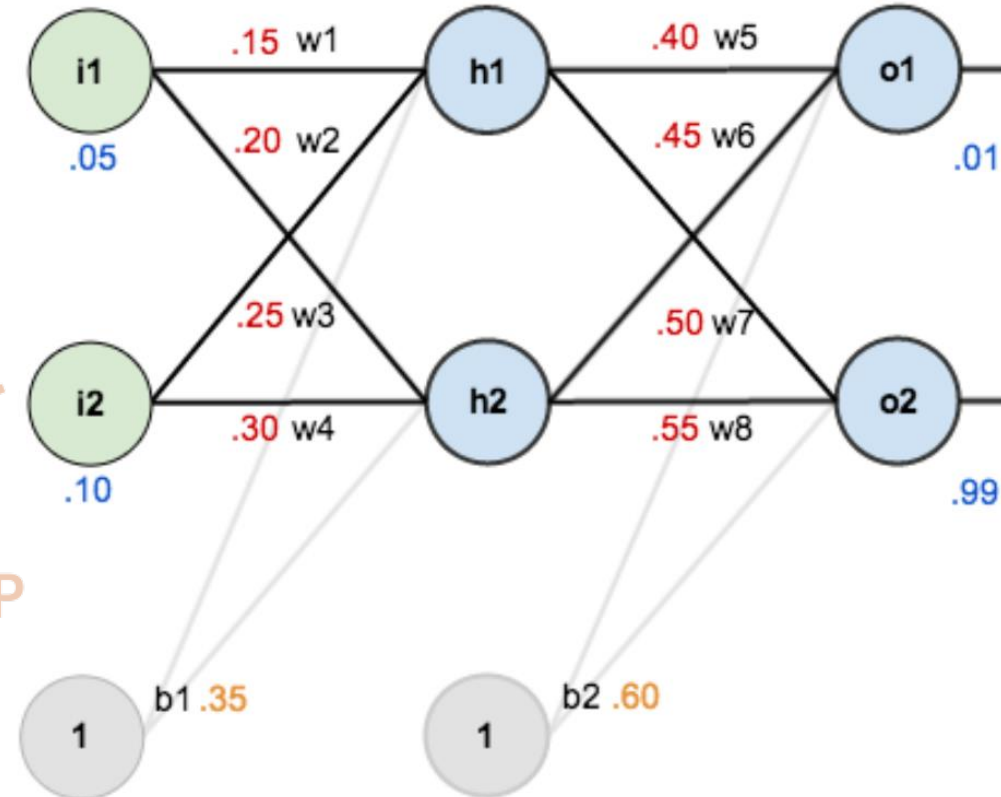 .15 w1
.40 w5
i1
h1
o1
.20 w2
.45 w6
.05
.01
.25 w3
.50 w7
i2
h2
o2
.30 w4
.55 w8
.10
.99
P
b1 .35
b2 .60
1
1